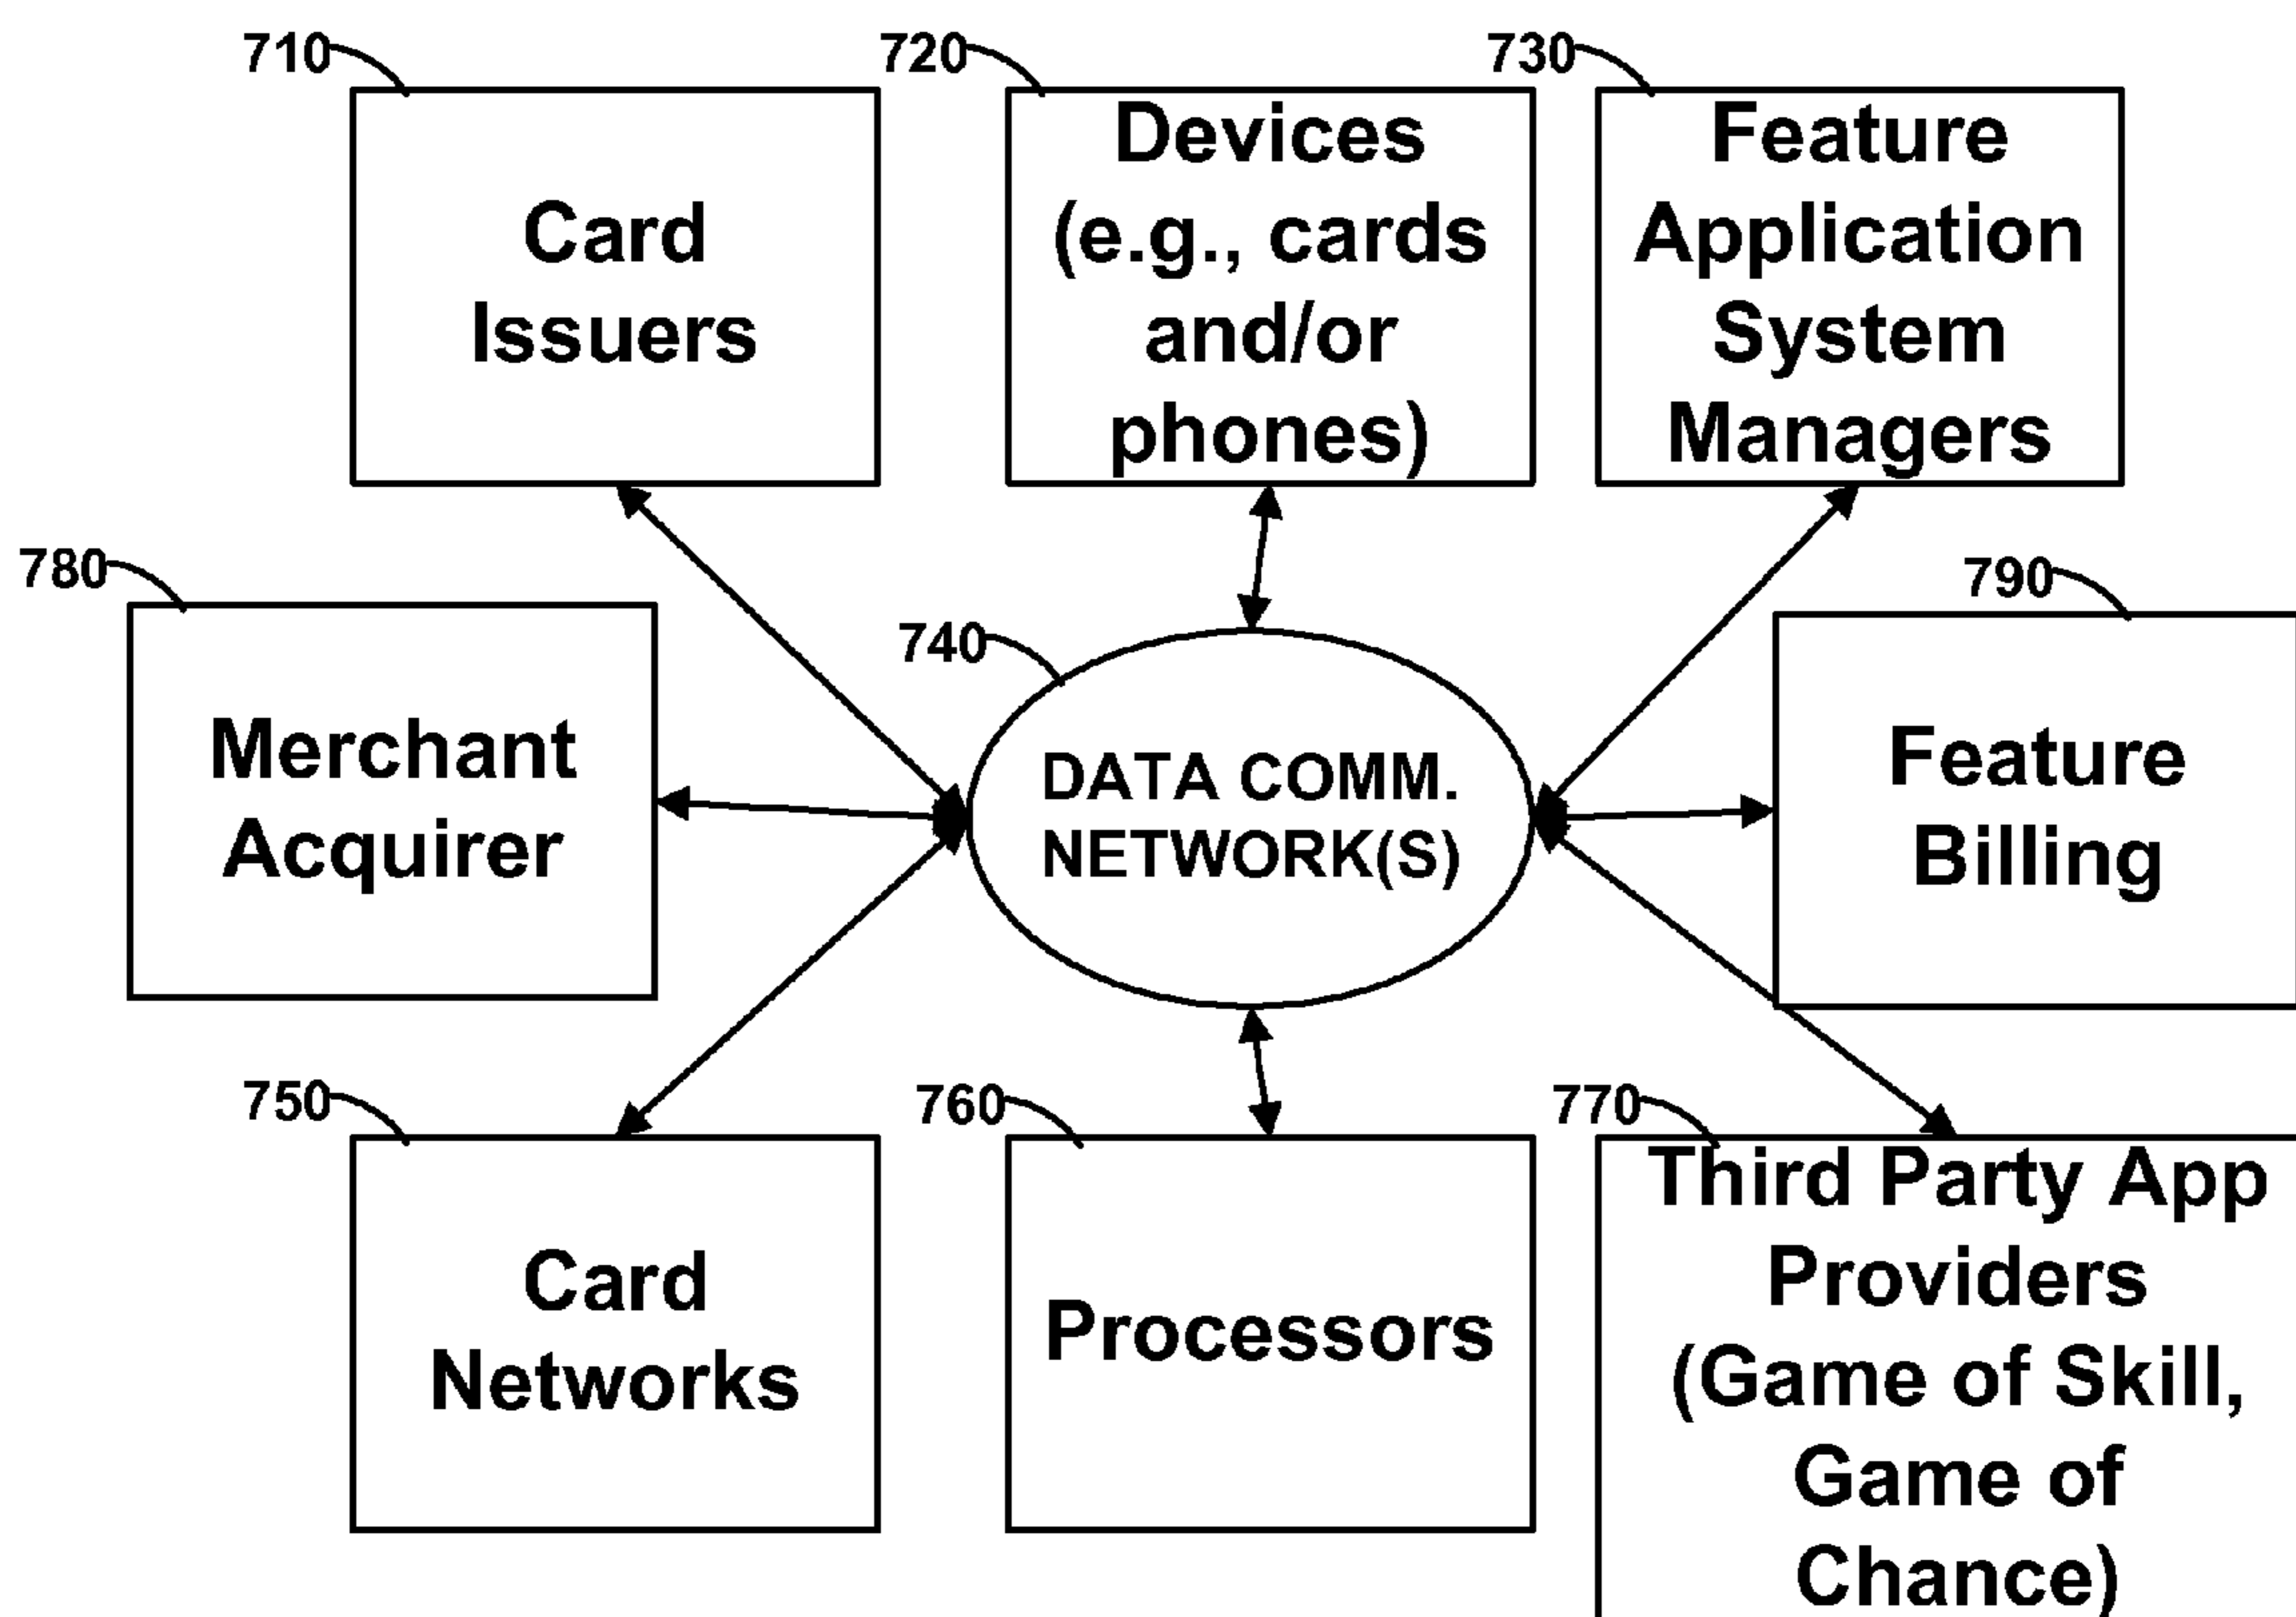 710
Card
Issuers
720
Devices
(e.g., cards
and/or
phones)
730
Feature
Application
System
Managers
780
Merchant
Acquirer
740
DATA COMM.
NETWORK(S)
790
Feature
Billing
750
Card
Networks
760
Processors
770
Third Party App
Providers
(Game of Skill,
Game of
Chance)